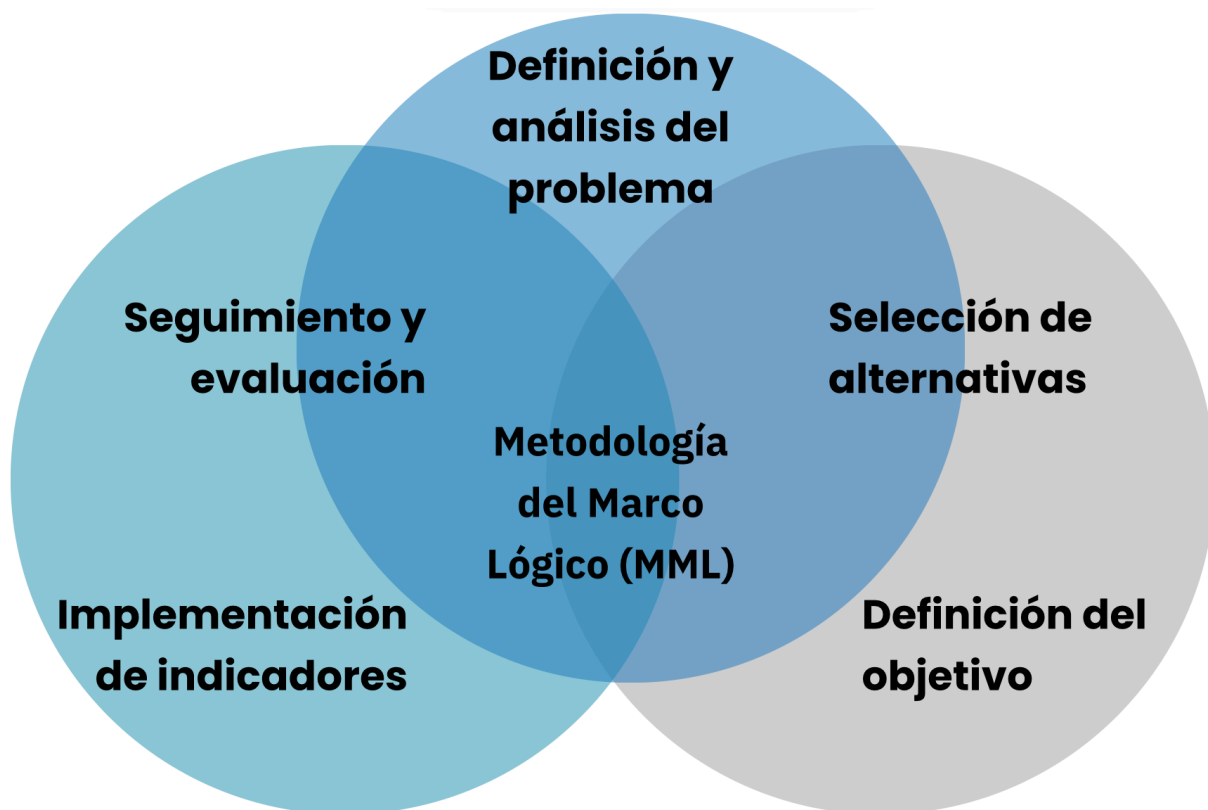 Definición y
análisis del
problema
Seguimiento y
evaluación
Selección de
alternativas
Metodología
del Marco
Lógico (MML)
Implementación
de indicadores
Definición del
objetivo